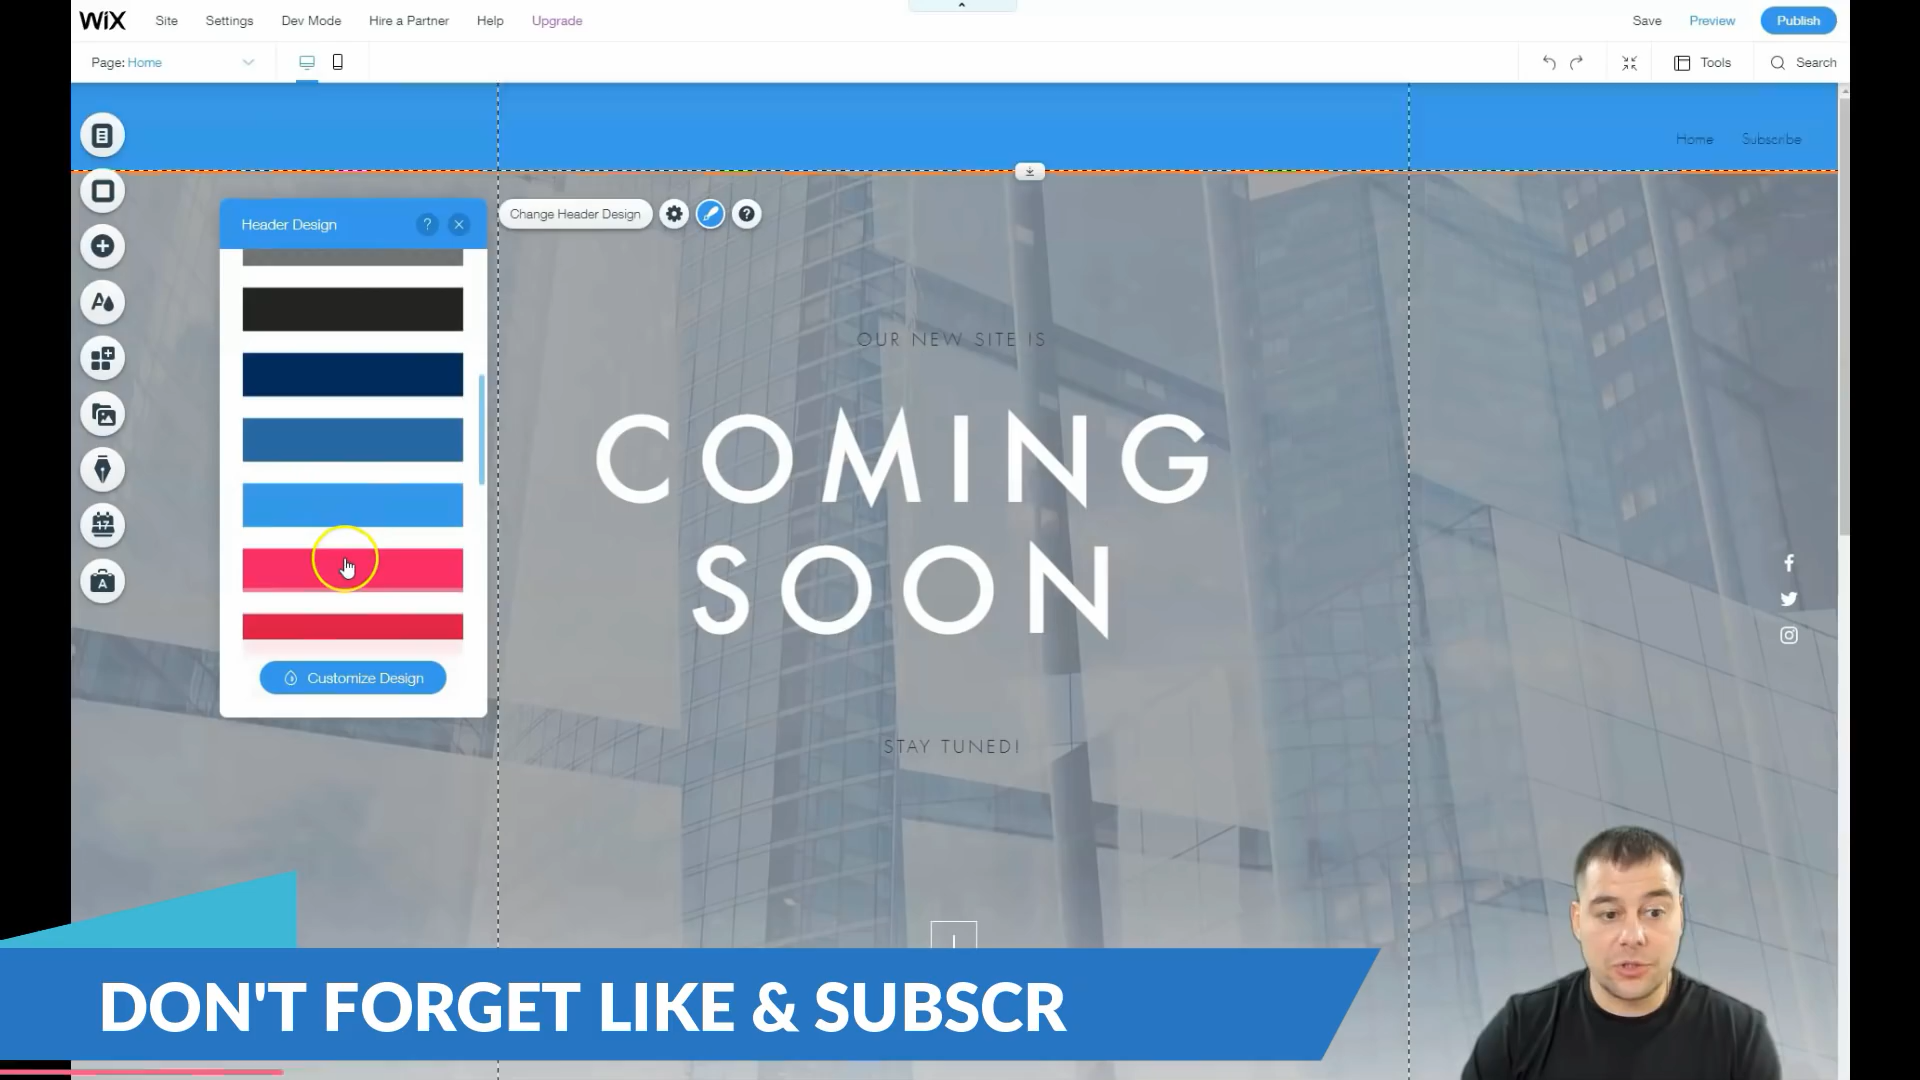 WiX Site Settings Dev Mode Hire a Partner Help Upgrade Save Preview Publish
Page: Home Tools Search
Home Subscribe
Header Design ? Change Header Design ?
OUR NEW SITE IS
COMING
SOON
STAY TUNED!
Customize Design
17
A
DON'T FORGET LIKE & SUBSCR